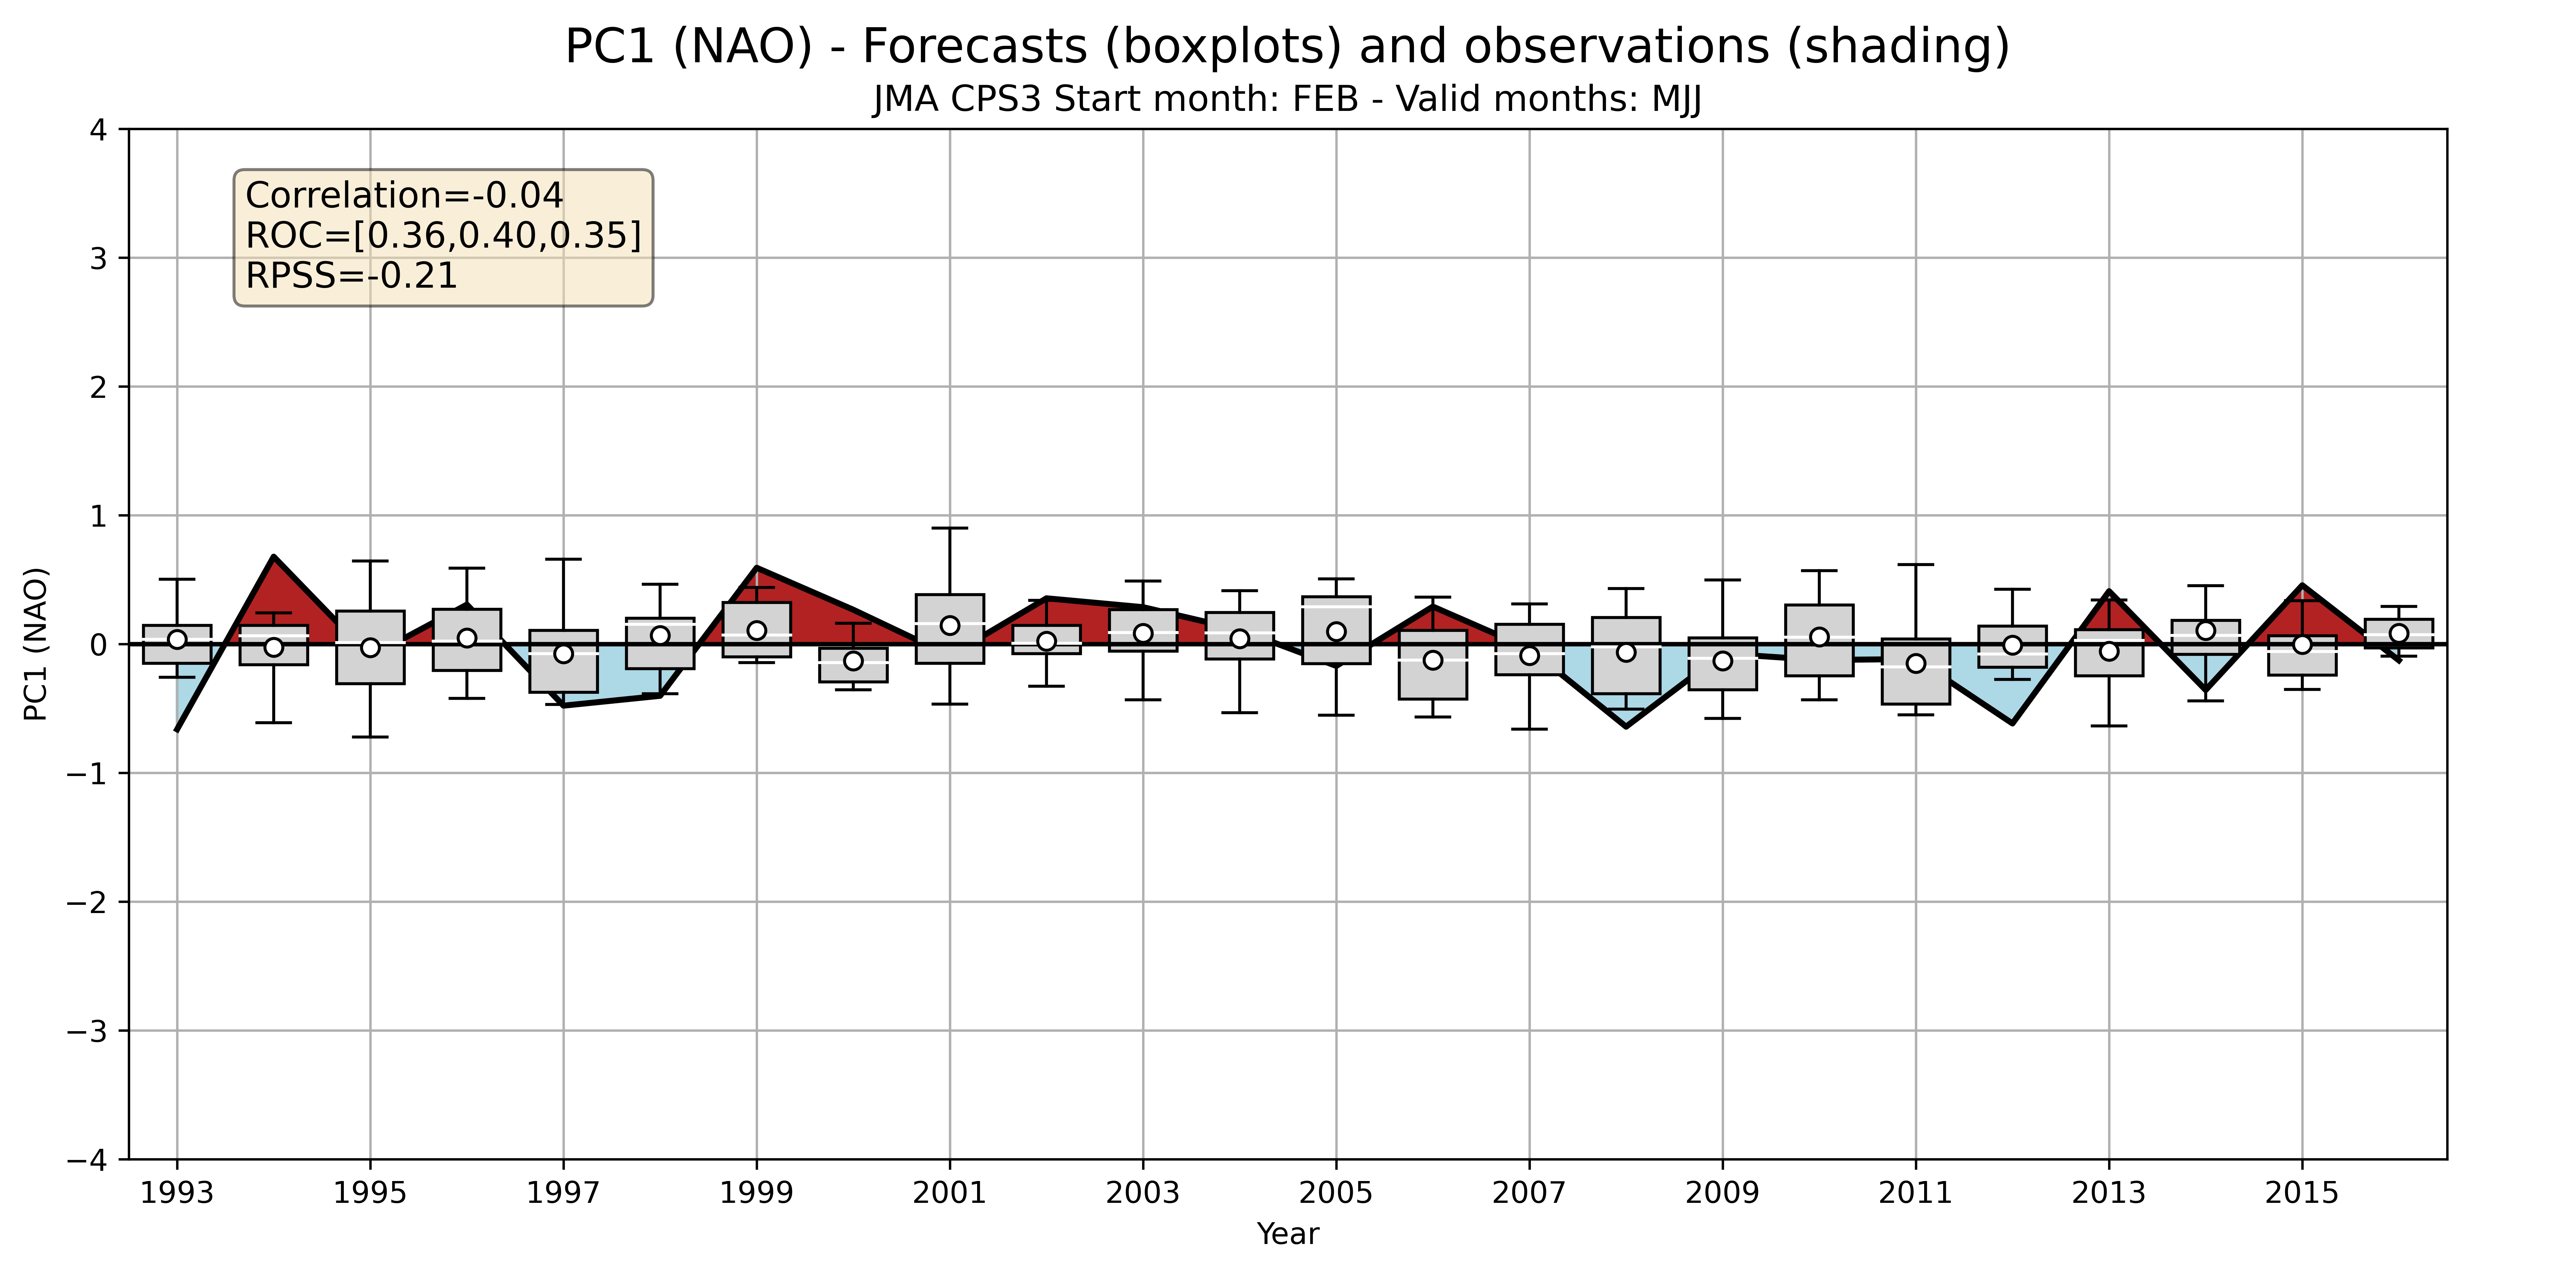 PC1 (NAO) - Forecasts (boxplots) and observations (shading)
JMA CPS3 Start month: FEB - Valid months: MJJ
Correlation=-0.04
ROC=[0.36,0.40,0.35]
RPSS=-0.21
PC1 (NAO)
4
3
2
1
0
−1
−2
−3
−4
1993 1995 1997 1999 2001 2003 2005 2007 2009 2011 2013 2015
Year